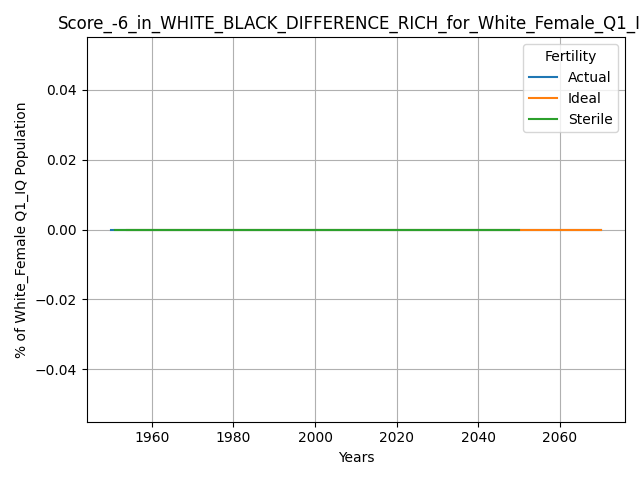 Score_-6_in_WHITE_BLACK_DIFFERENCE_RICH_for_White_Female_Q1_I
Fertility
Actual
Ideal
Sterile
% of White_Female Q1_IQ Population
0.04
0.02
0.00
−0.02
−0.04
1960 1980 2000 2020 2040 2060
Years